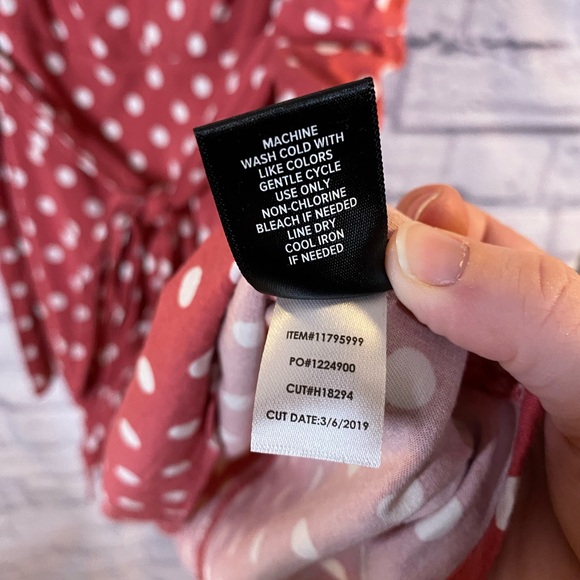 MACHINE
WASH COLD WITH
LIKE COLORS
GENTLE CYCLE
USE ONLY
NON-CHLORINE
BLEACH IF NEEDED
LINE DRY
COOL IRON
IF NEEDED
ITEM#11795999
PO#1224900
CUT#H18294
CUT DATE:3/6/2019